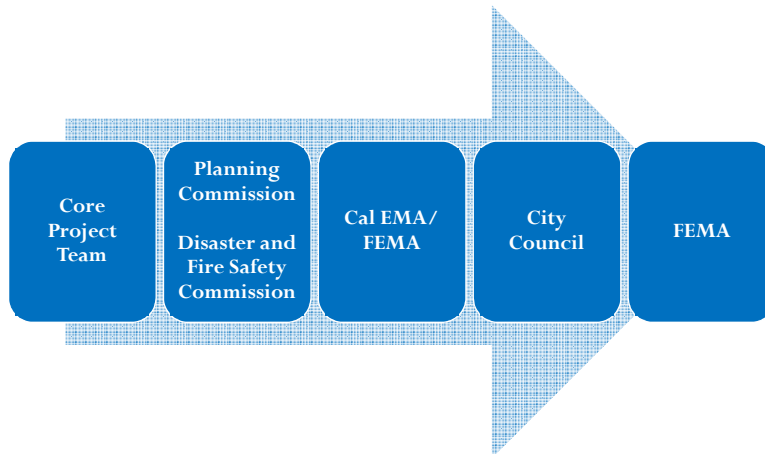 Core
Project
Team
Planning
Commission
Disaster and
Fire Safety
Commission
Cal EMA/
FEMA
City
Council
FEMA